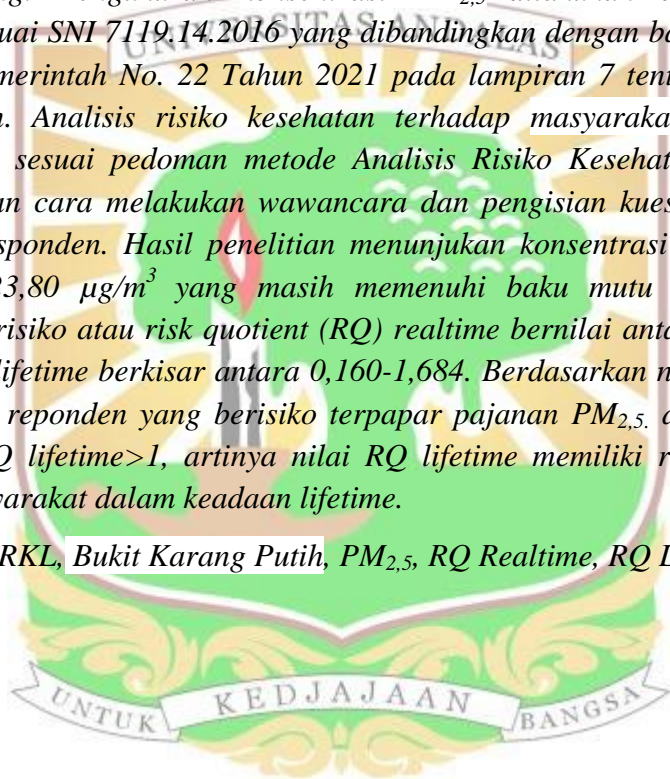 suai SNI 7119.14.2016 yang dibandingkan dengan ba
UNIVERSITAS ANDALAS
merintah No. 22 Tahun 2021 pada lampiran 7 tent
n. Analisis risiko kesehatan terhadap masyaraka
sesuai pedoman metode Analisis Risiko Kesehat
an cara melakukan wawancara dan pengisian kues
sponden. Hasil penelitian menunjukan konsentrasi
23,80 µg/m³ yang masih memenuhi baku mutu
risiko atau risk quotient (RQ) realtime bernilai anta
lifetime berkisar antara 0,160-1,684. Berdasarkan n
reponden yang berisiko terpapar pajanan PM2,5. a
Q lifetime>1, artinya nilai RQ lifetime memiliki r
yarakat dalam keadaan lifetime.
RKL, Bukit Karang Putih, PM2,5, RQ Realtime, RQ L
UNTUK KEDJAJAAN BANGSA